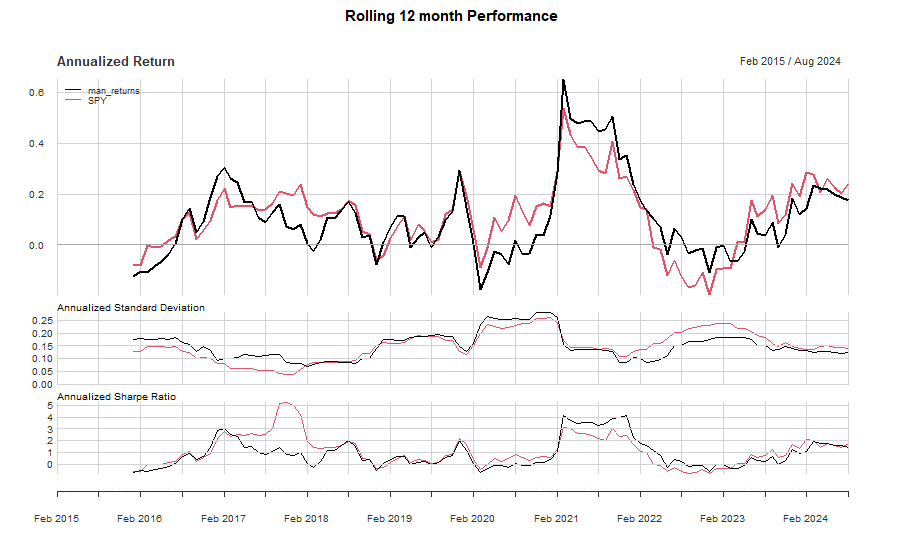 Rolling 12 month Performance
Annualized Return
Feb 2015 / Aug 2024
man_returns
SPY
0.6
0.4
0.2
0.0
Annualized Standard Deviation
0.25
0.20
0.15
0.10
0.05
0.00
Annualized Sharpe Ratio
5
4
3
2
1
0
Feb 2015 Feb 2016 Feb 2017 Feb 2018 Feb 2019 Feb 2020 Feb 2021 Feb 2022 Feb 2023 Feb 2024